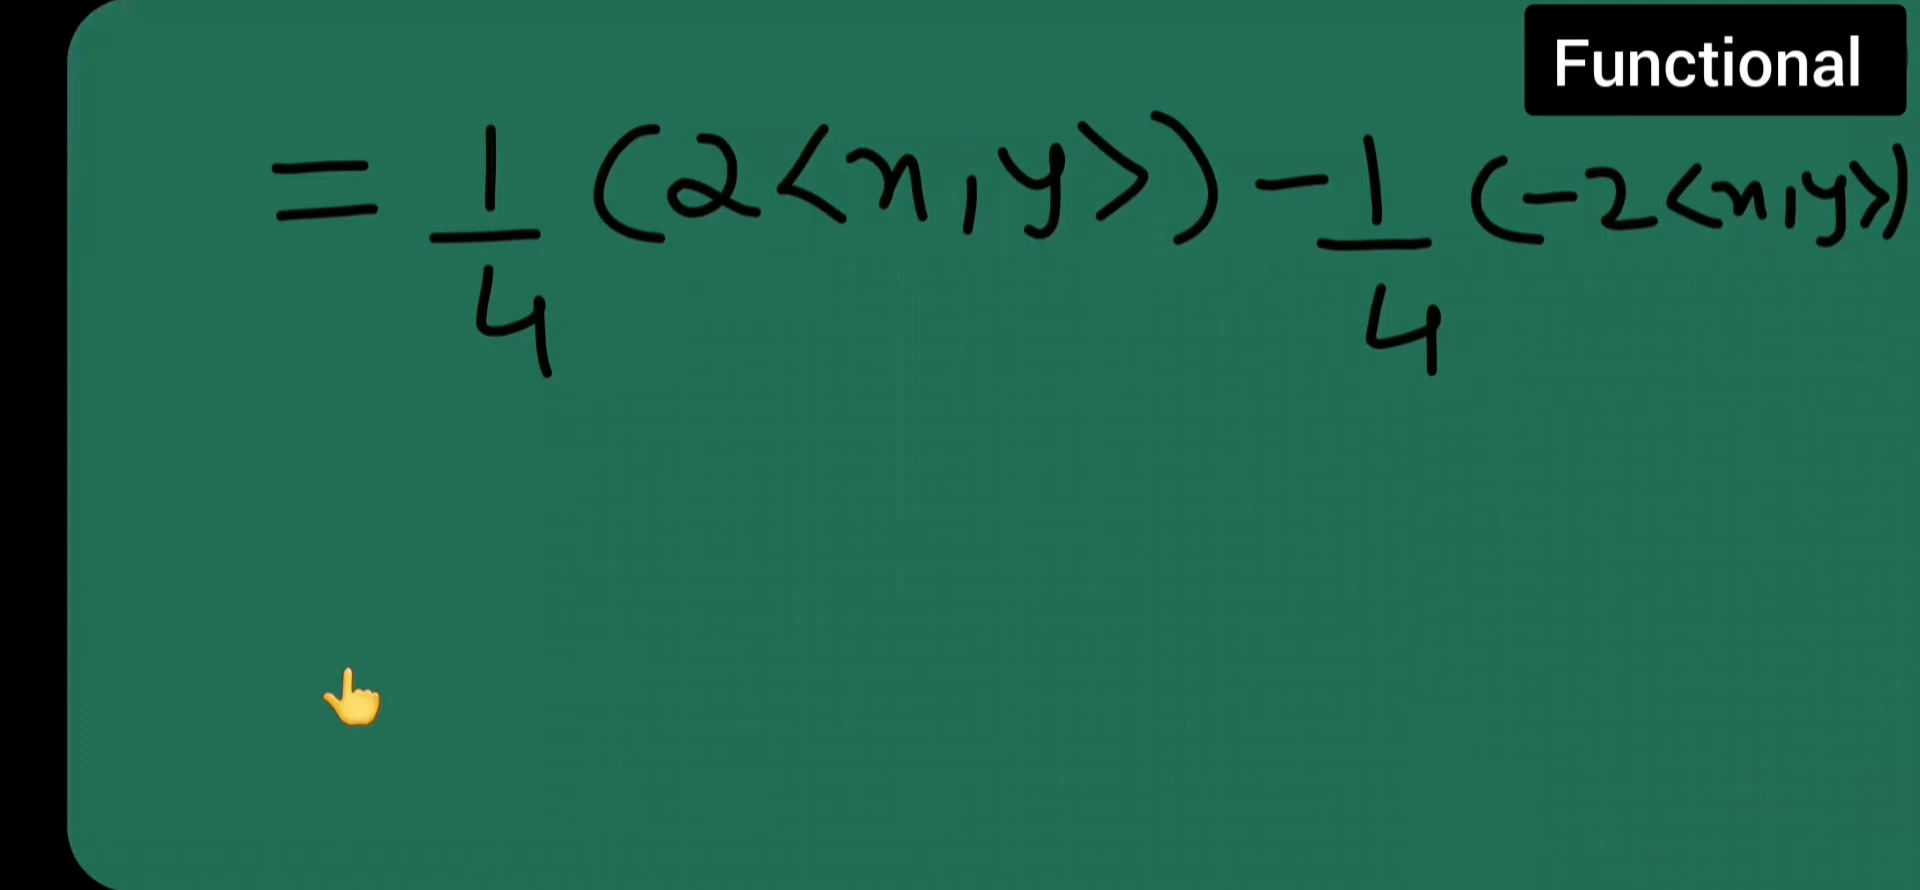 Functional
= 1/4 (2<x,y>) - 1/4 (-2<x,y>)